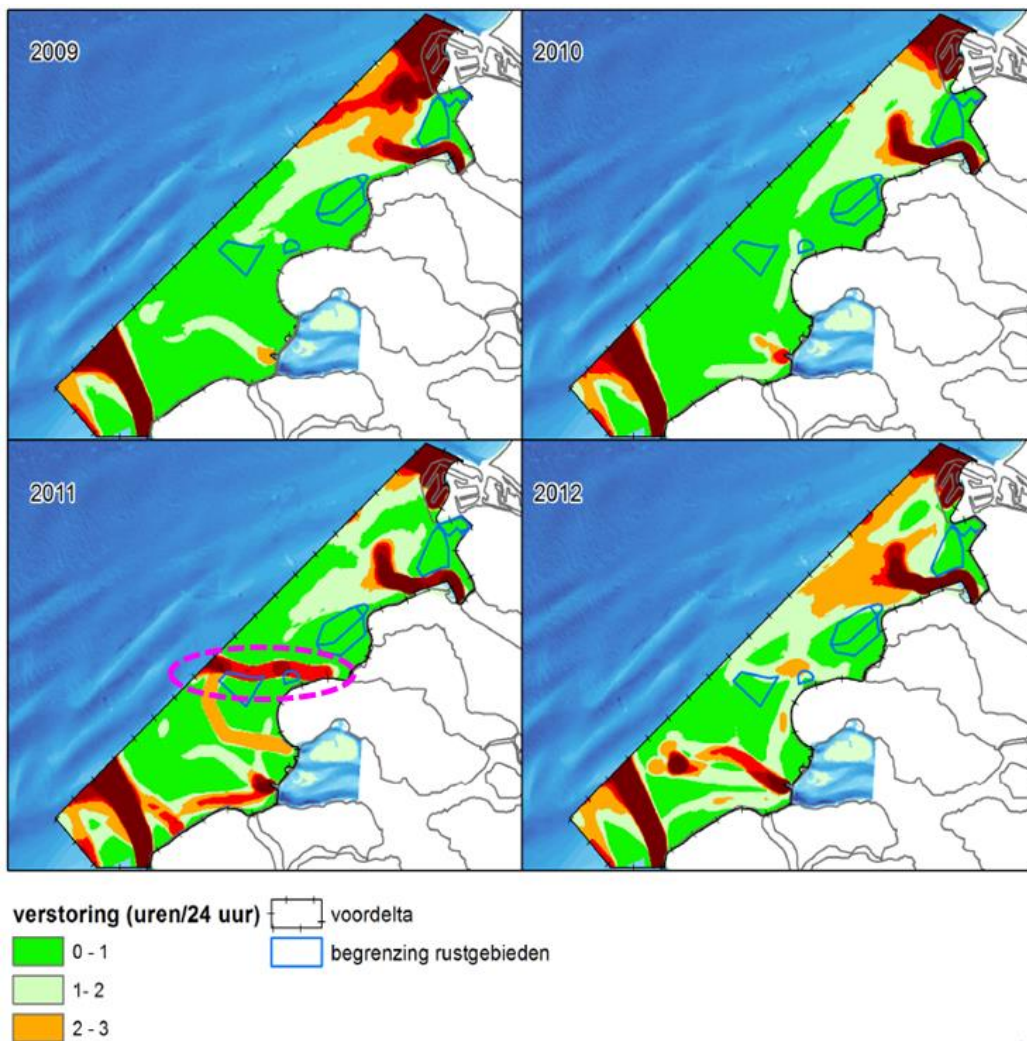 2009
2010
2011
2012
verstoring (uren/24 uur)
voordelta
0 - 1
begrenzing rustgebieden
1- 2
2 - 3